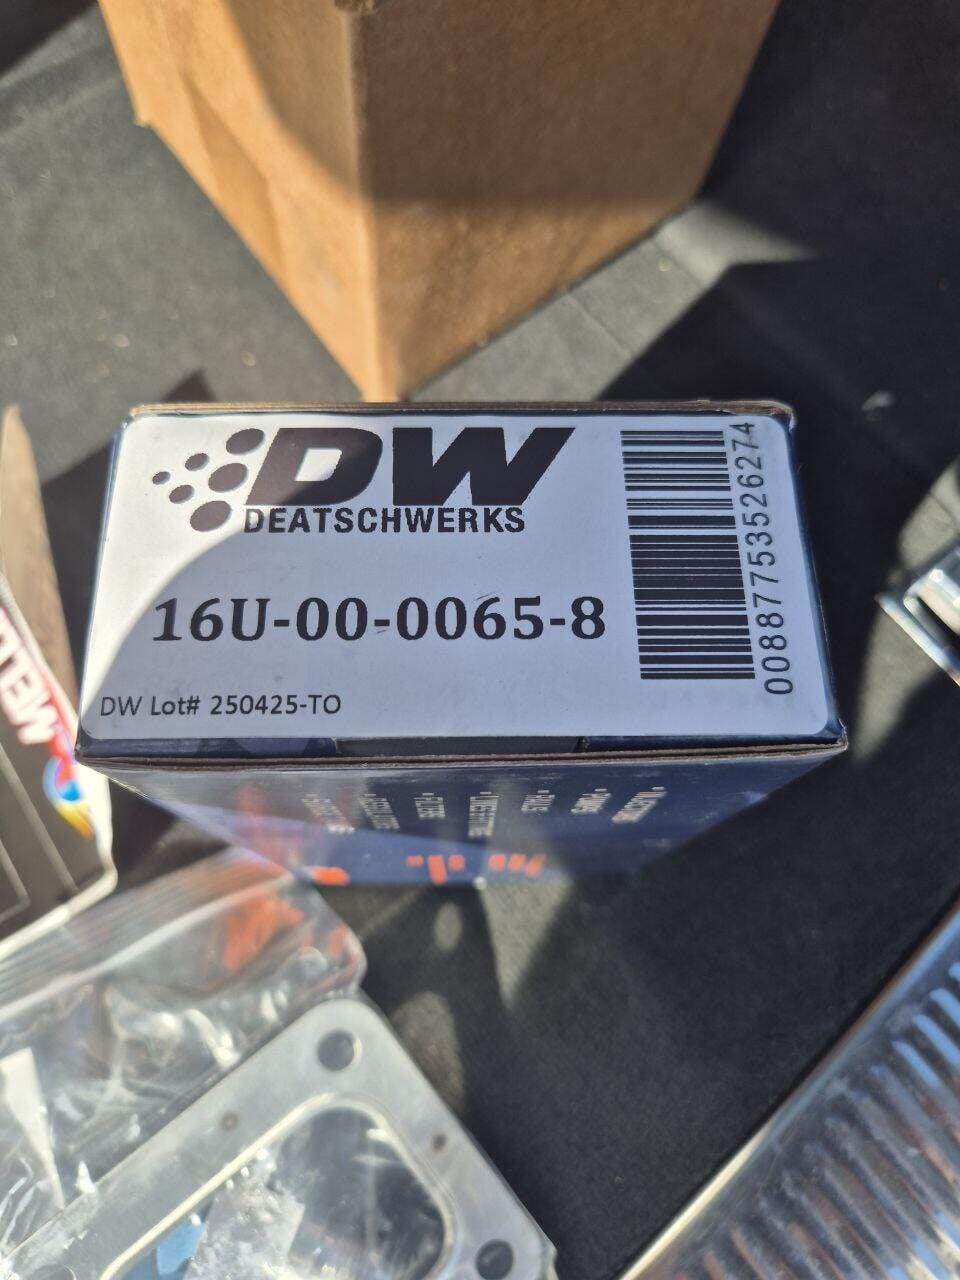 DW
DEATSCHWERKS
16U-00-0065-8
DW Lot# 250425-TO
00887753526274